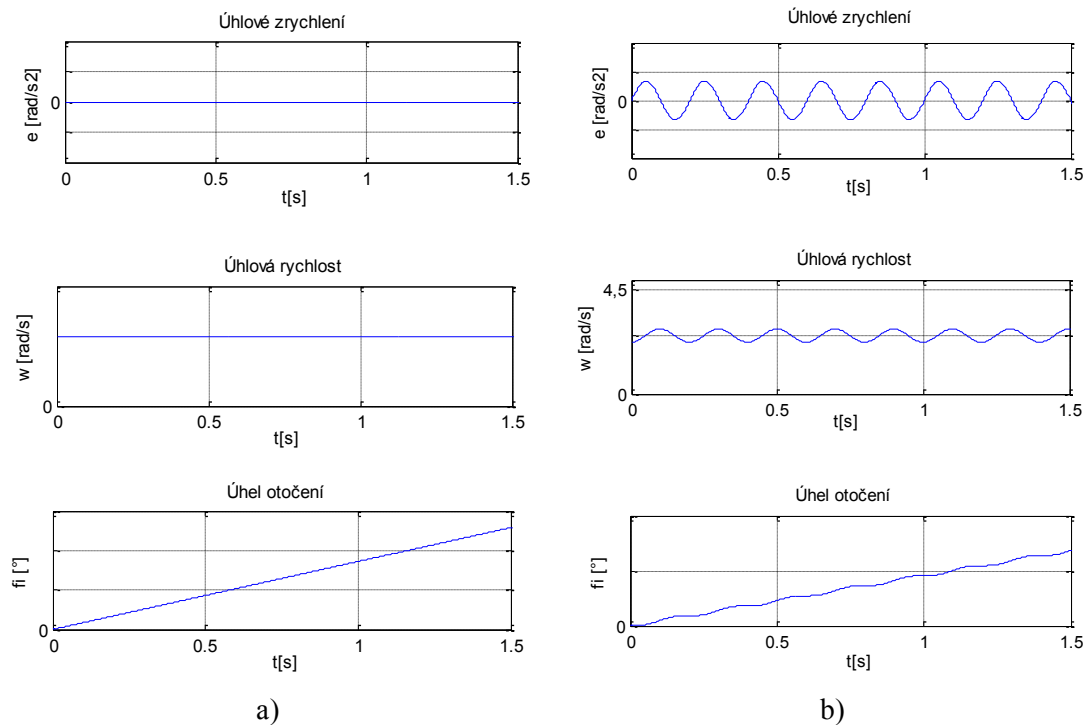 Úhlové zrychlení
e [rad/s2]
0
0 0.5 1 1.5
t[s]
Úhlová rychlost
w [rad/s]
0
0 0.5 1 1.5
t[s]
Úhel otočení
fi [°]
0
0 0.5 1 1.5
t[s]
a)
Úhlové zrychlení
e [rad/s2]
0
0 0.5 1 1.5
t[s]
Úhlová rychlost
w [rad/s]
4,5
0
0 0.5 1 1.5
t[s]
Úhel otočení
fi [°]
0
0 0.5 1 1.5
t[s]
b)